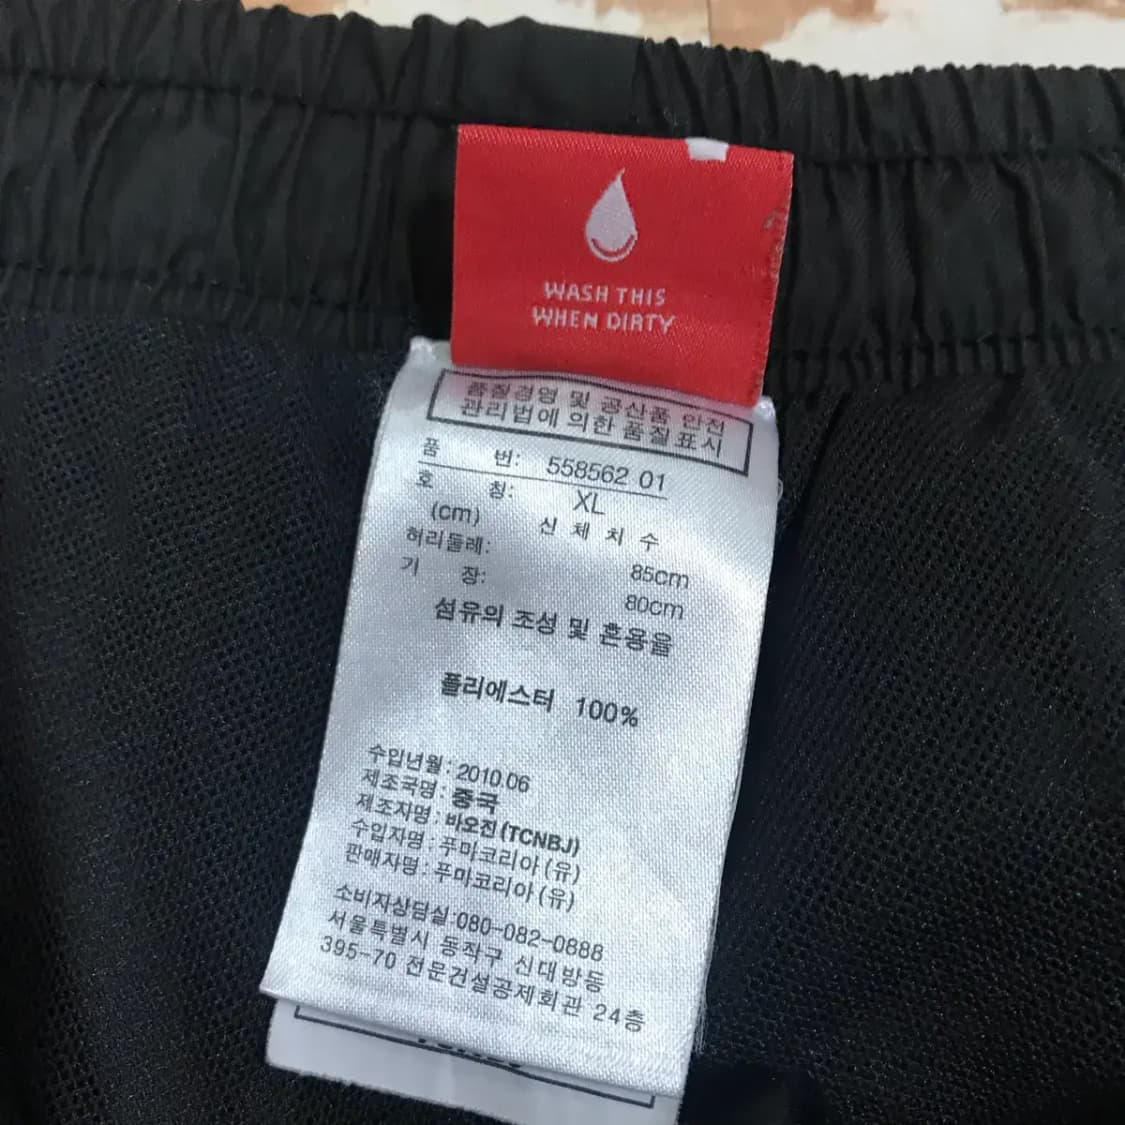 WASH THIS
WHEN DIRTY
품질경영 및 공산품 안전
관리법에 의한 품질표시
품 번: 558562 01
호 칭: XL
(cm) 신 체 치 수
허리둘레: 85cm
기 장: 80cm
섬유의 조성 및 혼용율
폴리에스터 100%
수입년월: 2010.06
제조국명: 중국
제조자명: 바오진(TCNBJ)
수입자명: 푸마코리아(유)
판매자명: 푸마코리아(유)
소비자상담실:080-082-0888
서울특별시 동작구 신대방동
395-70 전문건설공제회관 24층